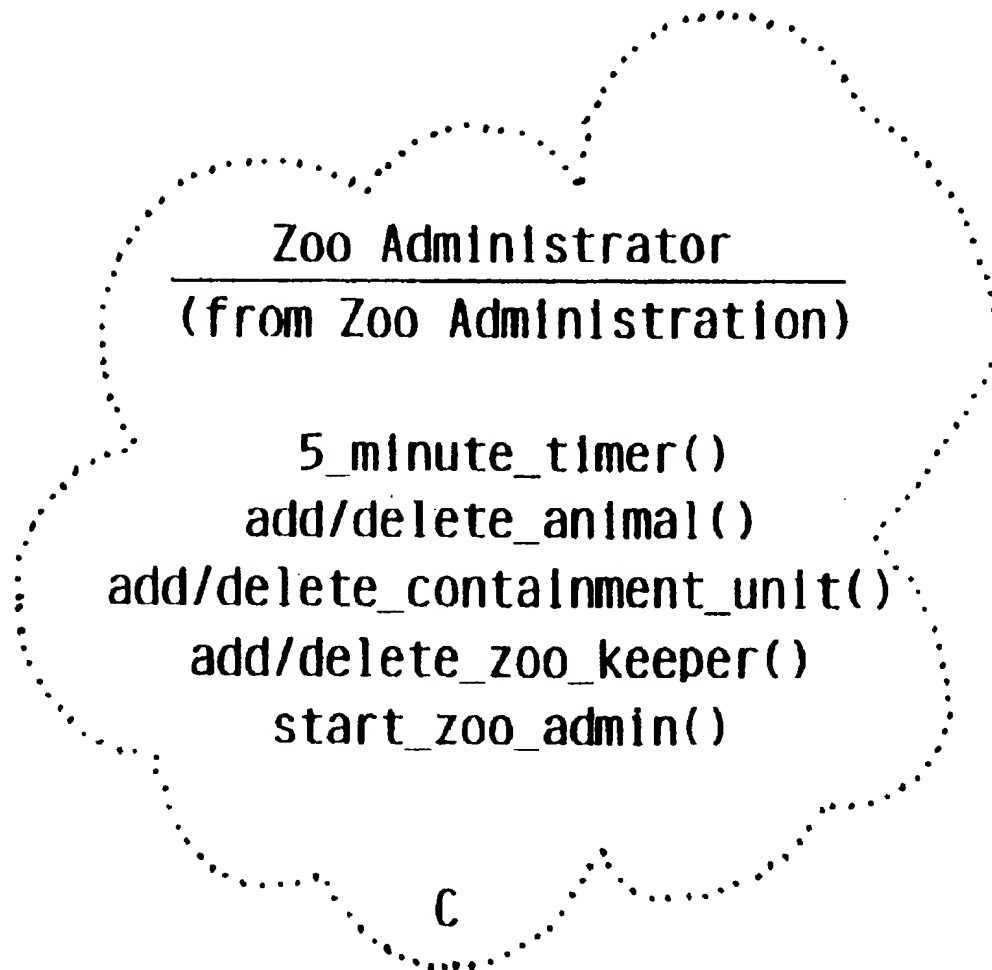 Zoo Administrator
(from Zoo Administration)
5_minute_timer()
add/delete_animal()
add/delete_containment_unit()
add/delete_zoo_keeper()
start_zoo_admin()
C